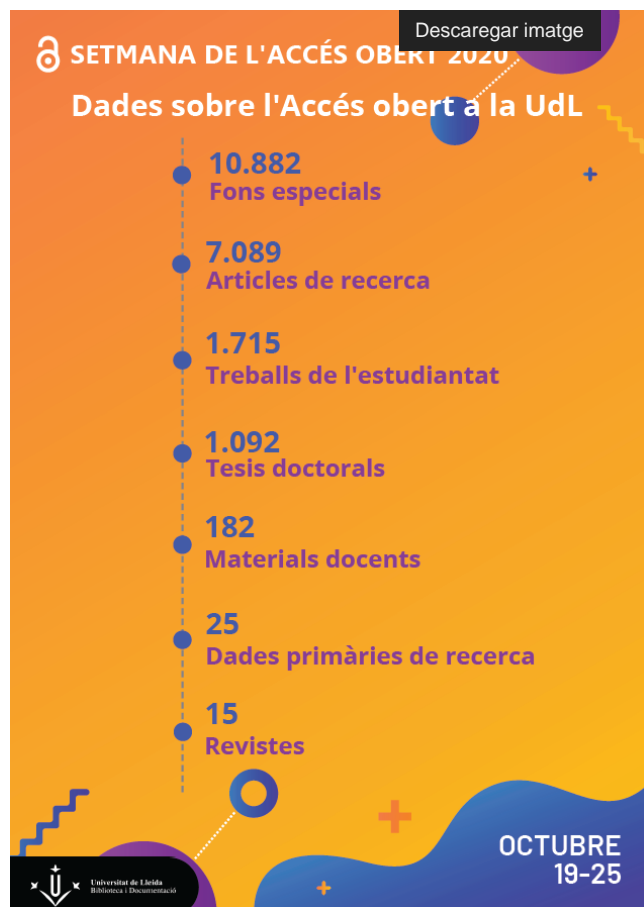 Descaregar imatge
SETMANA DE L'ACCÉS OBERT 2020
Dades sobre l'Accés obert a la UdL
10.882
Fons especials
7.089
Articles de recerca
1.715
Treballs de l'estudiantat
1.092
Tesis doctorals
182
Materials docents
25
Dades primàries de recerca
15
Revistes
OCTUBRE
19-25
Universitat de Lleida
Biblioteca i Documentació